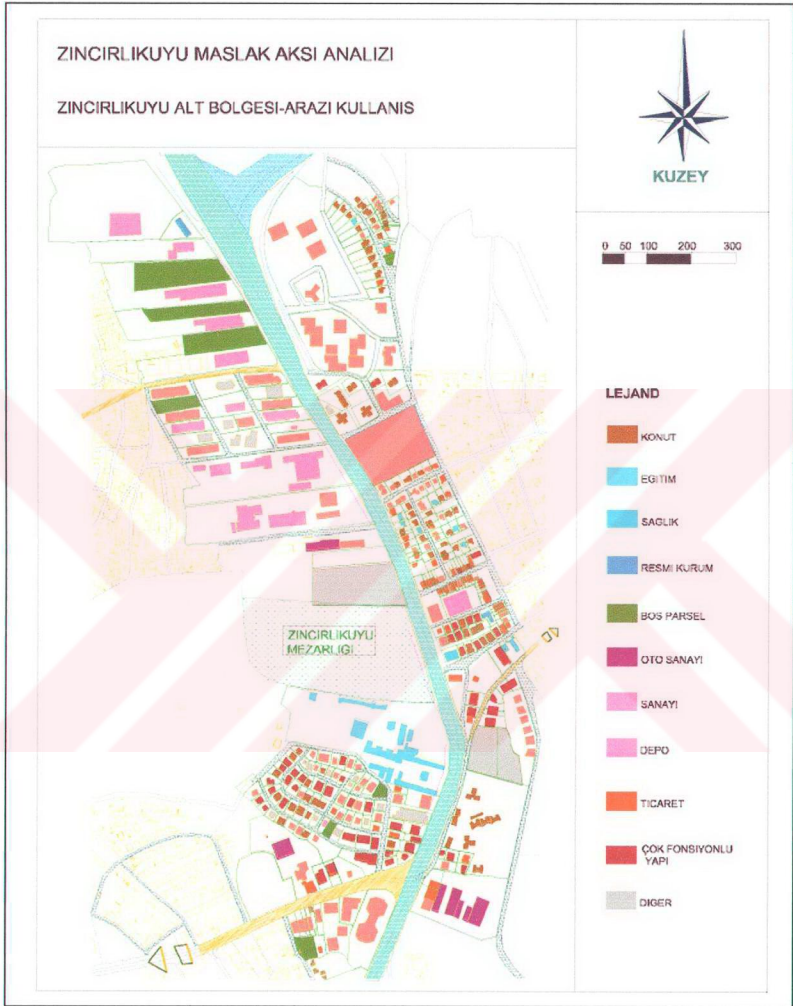 ZINCIRLIKUYU MASLAK AKSI ANALIZI
ZINCIRLIKUYU ALT BOLGESI-ARAZI KULLANIS
KUZEY
0 50 100 200 300
LEJAND
KONUT
EGITIM
SAGLIK
RESMI KURUM
BOS PARSEL
OTO SANAYI
SANAYI
DEPO
TICARET
ÇOK FONSIYONLU
YAPI
DIGER
ZINCIRLIKUYU
MEZARLIGI